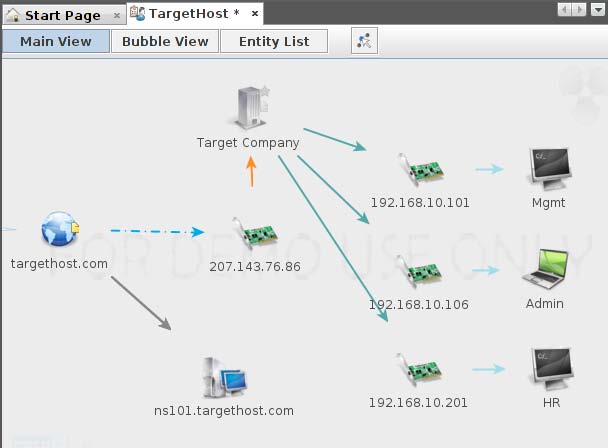 Start Page
TargetHost *
Main View
Bubble View
Entity List
Target Company
192.168.10.101
Mgmt
targethost.com
207.143.76.86
FOR DEMO USE ONLY
192.168.10.106
Admin
ns101.targethost.com
192.168.10.201
HR